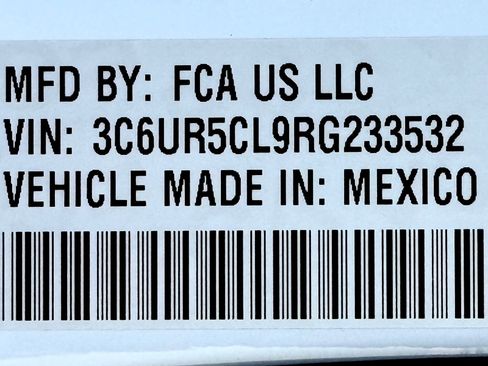 MFD BY: FCA US LLC
VIN: 3C6UR5CL9RG233532
VEHICLE MADE IN: MEXICO